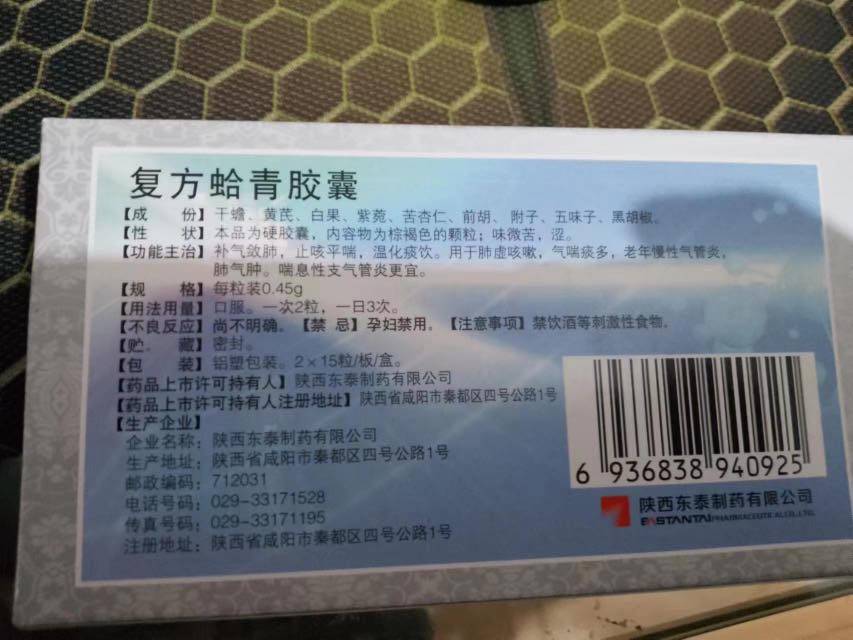 复方蛤青胶囊
【成　份】干蟾、黄芪、白果、紫菀、苦杏仁、前胡、附子、五味子、黑胡椒。
【性　状】本品为硬胶囊，内容物为棕褐色的颗粒；味微苦，涩。
【功能主治】补气敛肺，止咳平喘，温化痰饮。用于肺虚咳嗽，气喘痰多，老年慢性气管炎，
肺气肿。喘息性支气管炎更宜。
【规　格】每粒装0.45g
【用法用量】口服。一次2粒，一日3次。
【不良反应】尚不明确。【禁 忌】孕妇禁用。【注意事项】禁饮酒等刺激性食物。
【贮　藏】密封。
【包　装】铝塑包装。2×15粒/板/盒。
【药品上市许可持有人】陕西东泰制药有限公司
【药品上市许可持有人注册地址】陕西省咸阳市秦都区四号公路1号
【生产企业】
企业名称：陕西东泰制药有限公司
生产地址：陕西省咸阳市秦都区四号公路1号
邮政编码：712031
电话号码：029-33171528
传真号码：029-33171195
注册地址：陕西省咸阳市秦都区四号公路1号
6 936838 940925
陕西东泰制药有限公司
EASTANTAI PHARMACEUTICAL CO.,LTD.